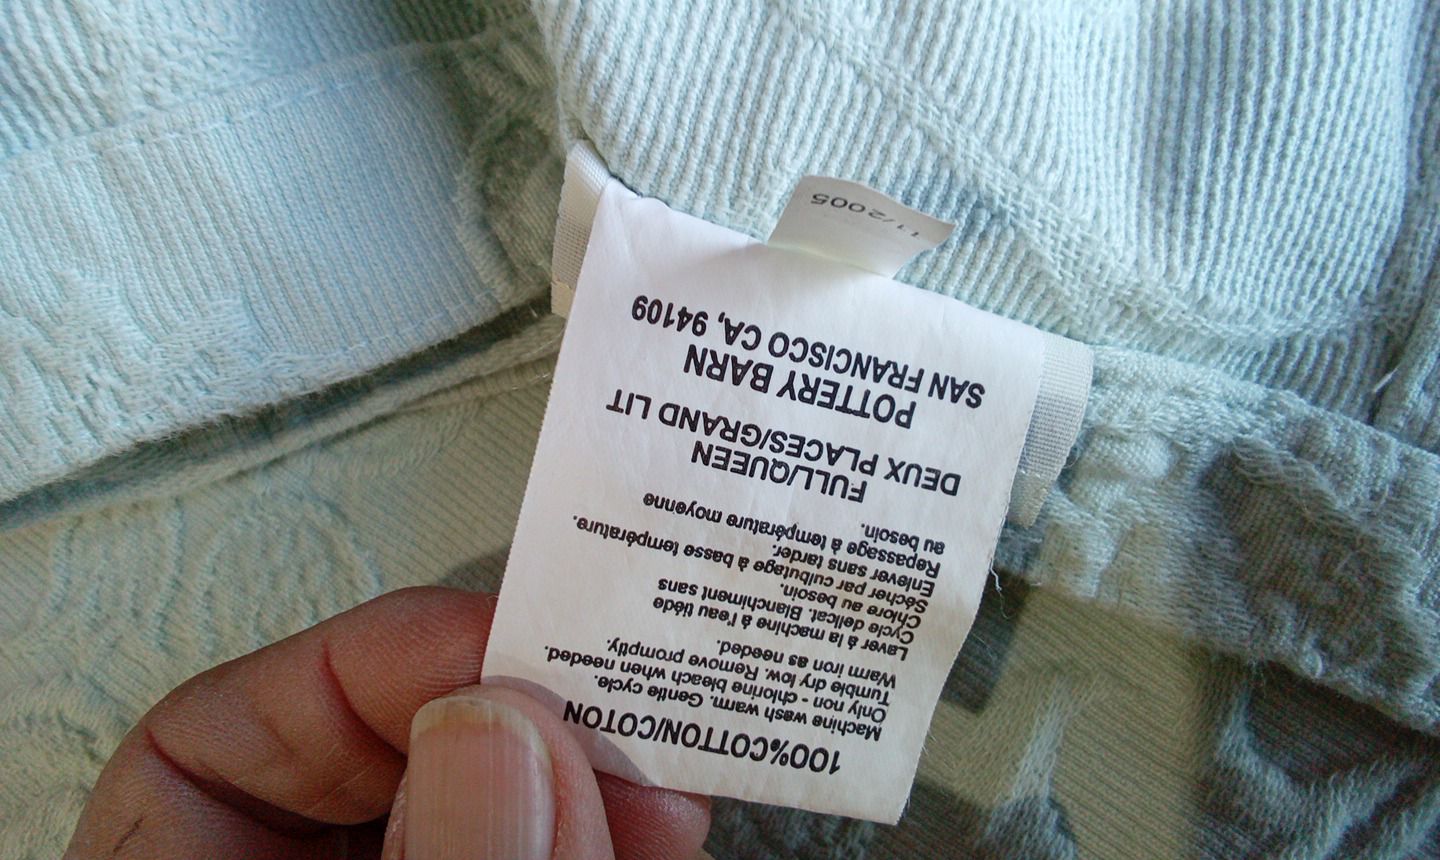 100%COTTON/COTON
Machine wash warm. Gentle cycle.
Only non - chlorine bleach when needed.
Tumble dry low. Remove promptly.
Warm iron as needed.
Laver á la machine á l'eau tiéde
Cycle delicat. Blanchiment sans
Chlore au besoin.
Sécher par culbutage à basse température.
Enlever sans tarder.
Repassage à température moyenne
au besoin.
FULL/QUEEN
DEUX PLACES/GRAND LIT
POTTERY BARN
SAN FRANCISCO CA, 94109
11/2005